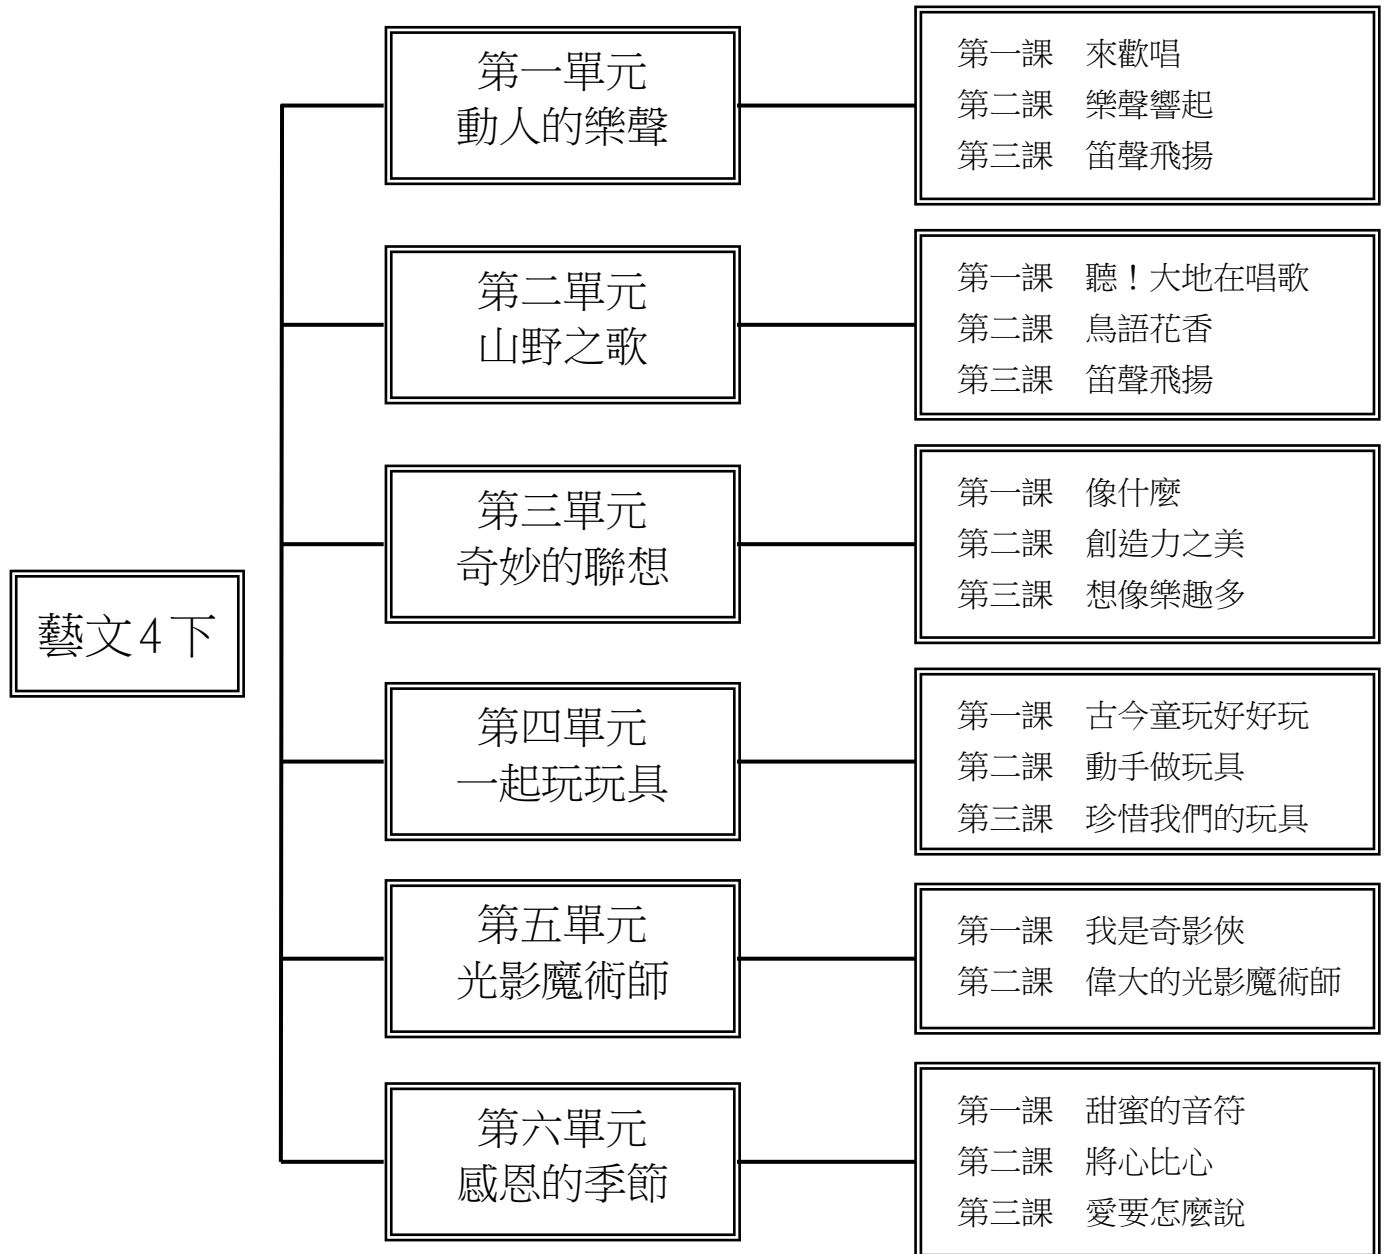 藝文4下
第一單元
動人的樂聲
第一課　來歡唱
第二課　樂聲響起
第三課　笛聲飛揚
第二單元
山野之歌
第一課　聽！大地在唱歌
第二課　鳥語花香
第三課　笛聲飛揚
第三單元
奇妙的聯想
第一課　像什麼
第二課　創造力之美
第三課　想像樂趣多
第四單元
一起玩玩具
第一課　古今童玩好好玩
第二課　動手做玩具
第三課　珍惜我們的玩具
第五單元
光影魔術師
第一課　我是奇影俠
第二課　偉大的光影魔術師
第六單元
感恩的季節
第一課　甜蜜的音符
第二課　將心比心
第三課　愛要怎麼說